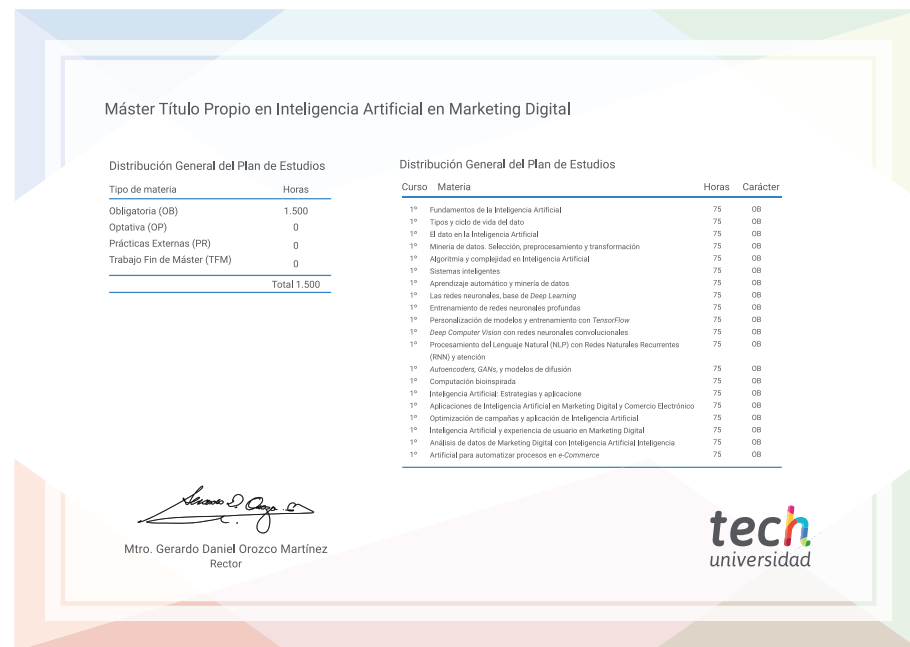 Máster Título Propio en Inteligencia Artificial en Marketing Digital
Distribución General del Plan de Estudios
Tipo de materia Horas
Obligatoria (OB) 1.500
Optativa (OP) 0
Prácticas Externas (PR) 0
Trabajo Fin de Máster (TFM) 0
Total 1.500
Distribución General del Plan de Estudios
Curso Materia Horas Carácter
1º Fundamentos de la Inteligencia Artificial 75 OB
1º Tipos y ciclo de vida del dato 75 OB
1º El dato en la Inteligencia Artificial 75 OB
1º Minería de datos. Selección, preprocesamiento y transformación 75 OB
1º Algoritmia y complejidad en Inteligencia Artificial 75 OB
1º Sistemas inteligentes 75 OB
1º Aprendizaje automático y minería de datos 75 OB
1º Las redes neuronales, base de Deep Learning 75 OB
1º Entrenamiento de redes neuronales profundas 75 OB
1º Personalización de modelos y entrenamiento con TensorFlow 75 OB
1º Deep Computer Vision con redes neuronales convolucionales 75 OB
1º Procesamiento del Lenguaje Natural (NLP) con Redes Naturales Recurrentes 75 OB
(RNN) y atención
1º Autoencoders, GANs, y modelos de difusión 75 OB
1º Computación bioinspirada 75 OB
1º Inteligencia Artificial: Estrategias y aplicacione 75 OB
1º Aplicaciones de Inteligencia Artificial en Marketing Digital y Comercio Electrónico 75 OB
1º Optimización de campañas y aplicación de Inteligencia Artificial 75 OB
1º Inteligencia Artificial y experiencia de usuario en Marketing Digital 75 OB
1º Análisis de datos de Marketing Digital con Inteligencia Artificial Inteligencia 75 OB
1º Artificial para automatizar procesos en e-Commerce 75 OB
Mtro. Gerardo Daniel Orozco Martínez
Rector
tech
universidad